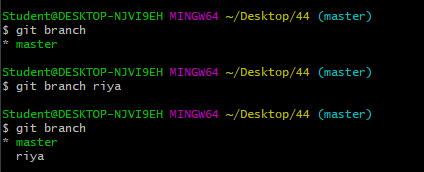 Student@DESKTOP-NJVI9EH MINGW64 ~/Desktop/44 (master)
$ git branch
* master
Student@DESKTOP-NJVI9EH MINGW64 ~/Desktop/44 (master)
$ git branch riya
Student@DESKTOP-NJVI9EH MINGW64 ~/Desktop/44 (master)
$ git branch
* master
  riya